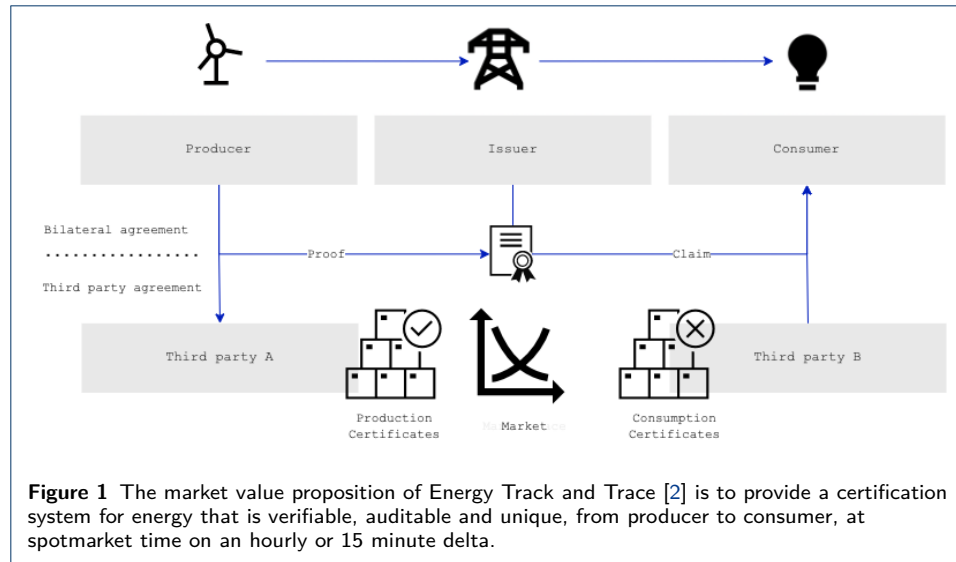 Producer
Issuer
Consumer
Bilateral agreement
Proof
Claim
Third party agreement
Third party A
Third party B
Production
Certificates
Market
Consumption
Certificates
Figure 1 The market value proposition of Energy Track and Trace [2] is to provide a certification
system for energy that is verifiable, auditable and unique, from producer to consumer, at
spotmarket time on an hourly or 15 minute delta.